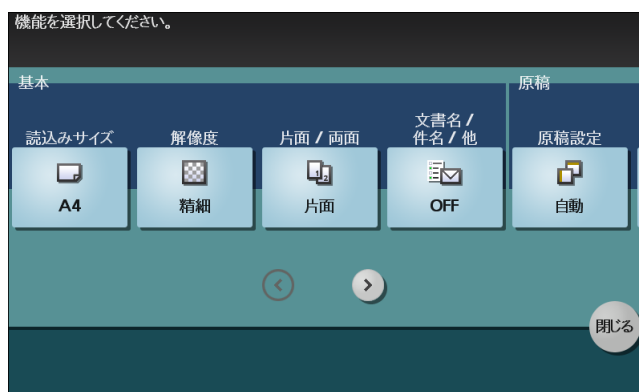 機能を選択してください。
基本
原稿
読込みサイズ
解像度
片面 / 両面
文書名 /
件名 / 他
原稿設定
A4
精細
1 2
片面
OFF
自動
閉じる